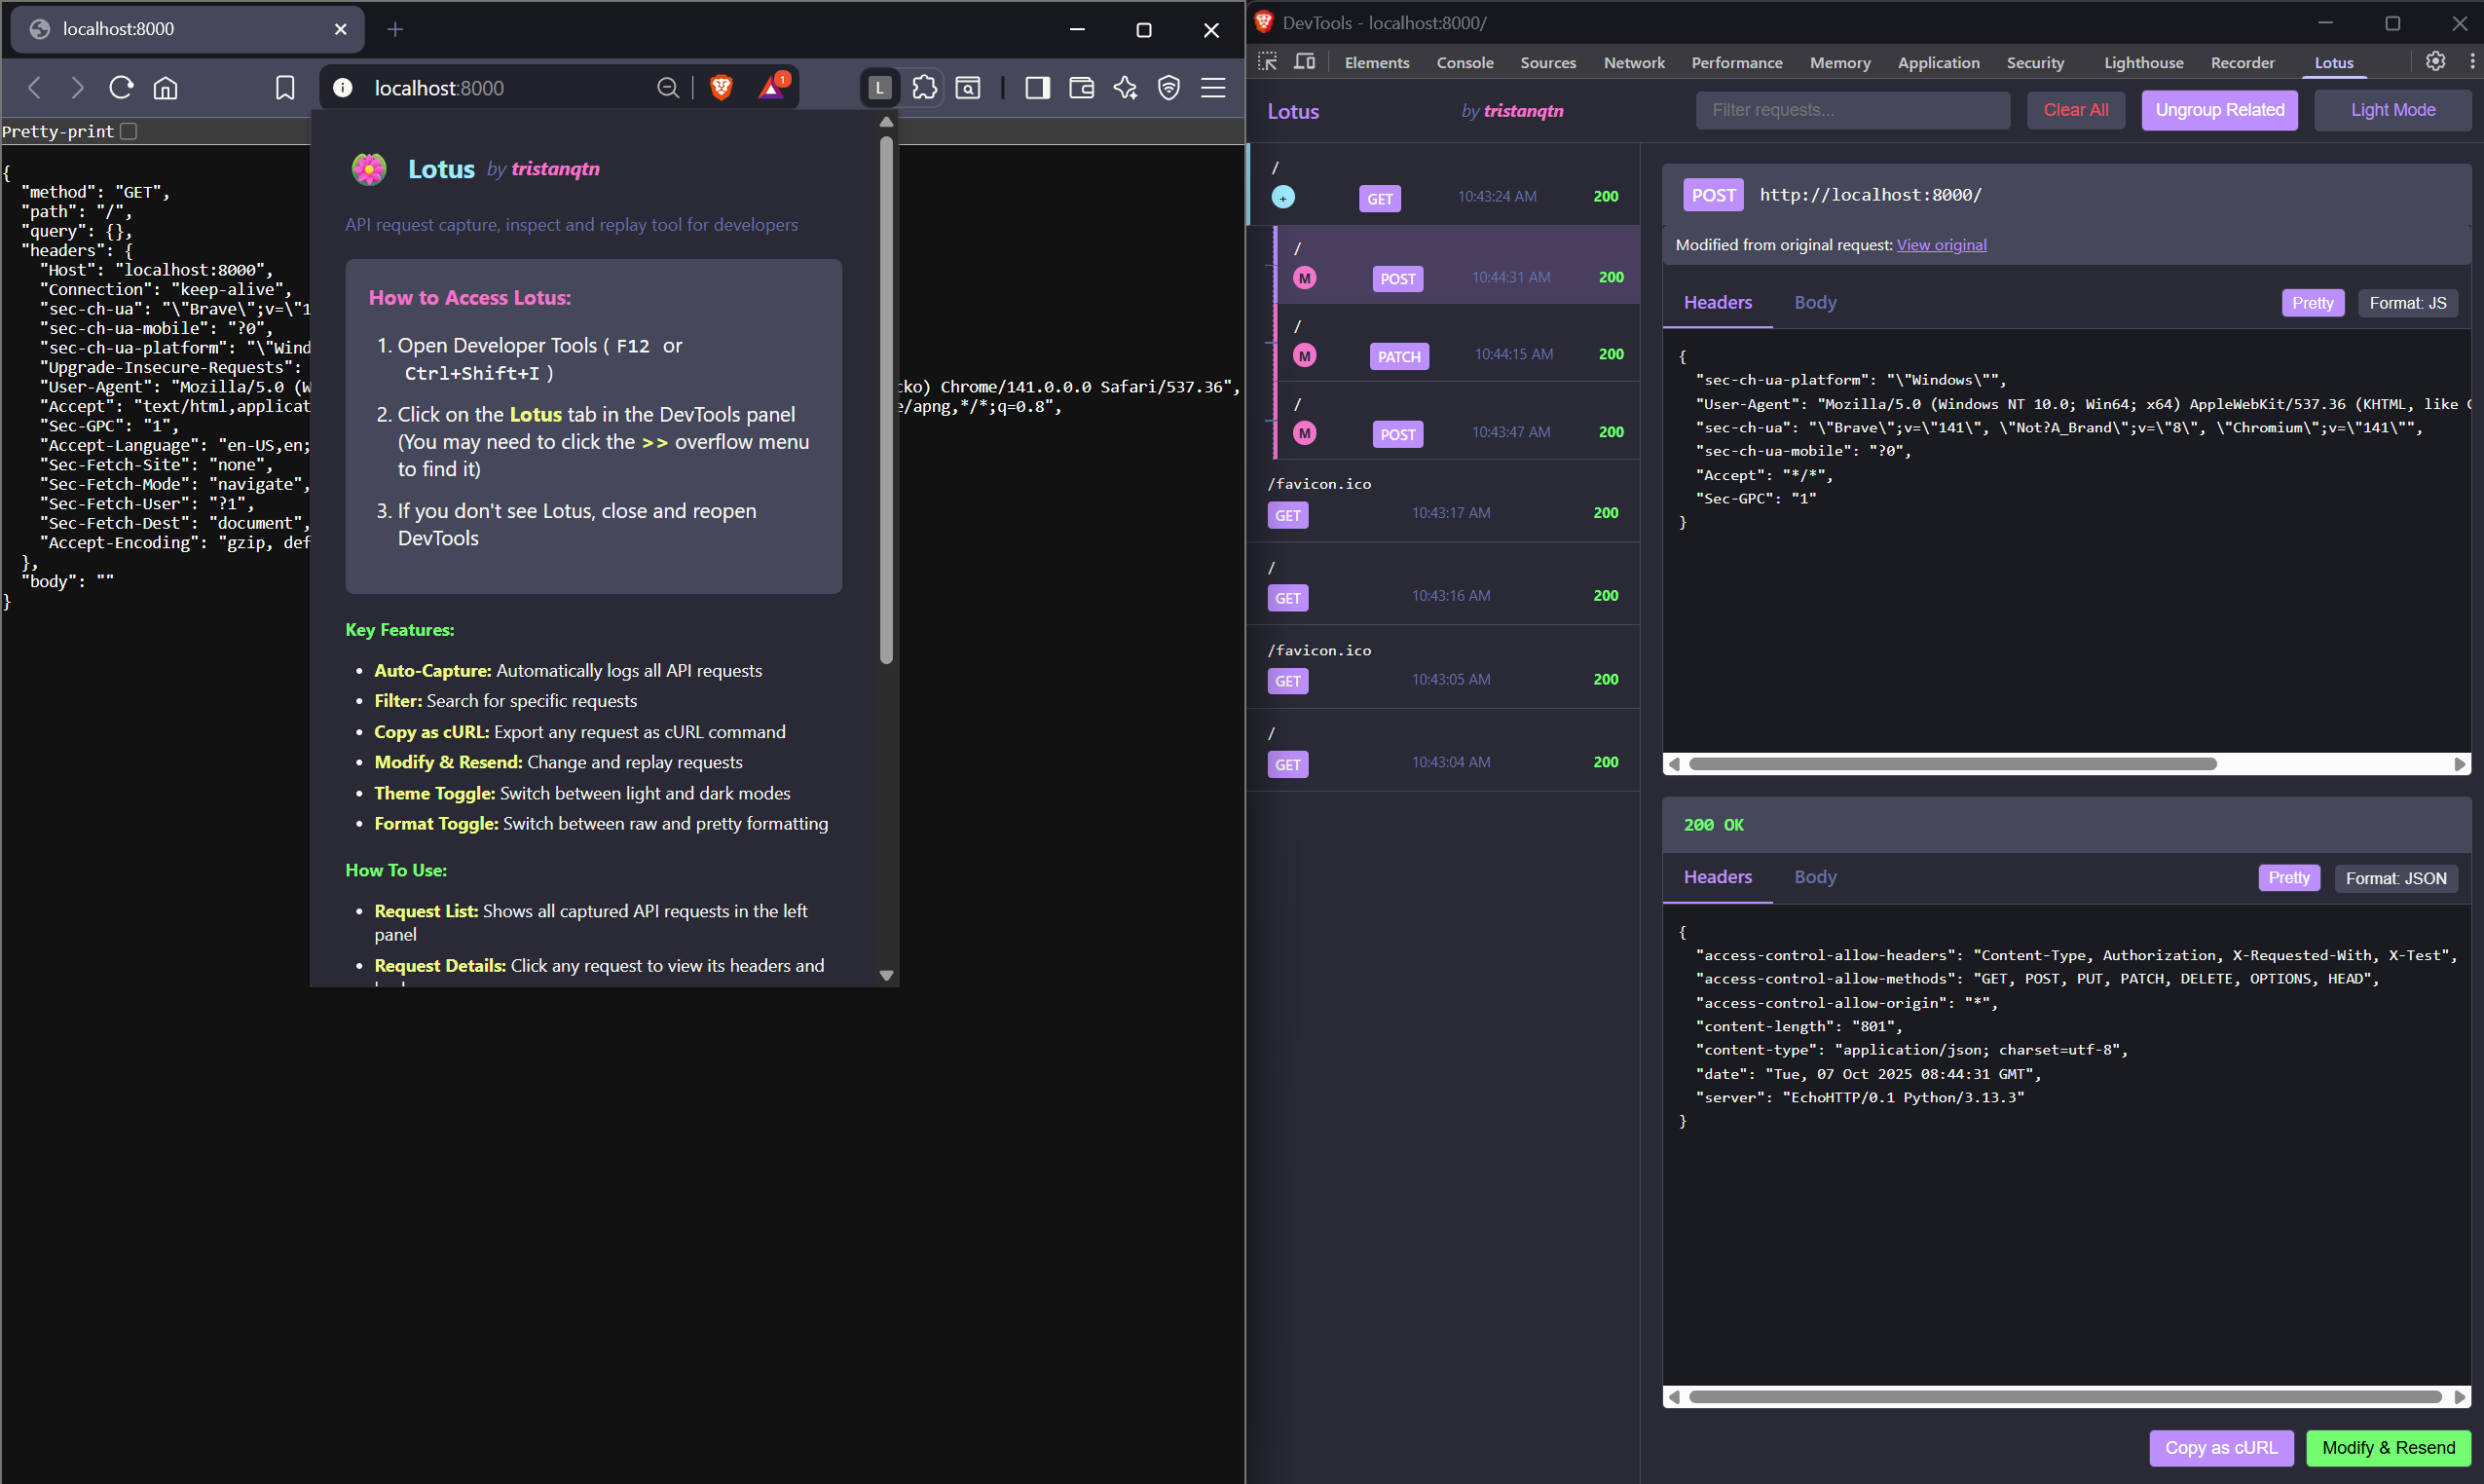 localhost:8000
localhost:8000
1
L
Pretty-print
{
"method": "GET",
"path": "/",
"query": {},
"headers": {
"Host": "localhost:8000",
"Connection": "keep-alive",
"sec-ch-ua": "\"Brave\";v=\"1
"sec-ch-ua-mobile": "?0",
"sec-ch-ua-platform": "\"Wind
"Upgrade-Insecure-Requests":
"User-Agent": "Mozilla/5.0 (W
cko) Chrome/141.0.0.0 Safari/537.36",
"Accept": "text/html,applicat
e/apng,*/*;q=0.8",
"Sec-GPC": "1",
"Accept-Language": "en-US,en;
"Sec-Fetch-Site": "none",
"Sec-Fetch-Mode": "navigate",
"Sec-Fetch-User": "?1",
"Sec-Fetch-Dest": "document",
"Accept-Encoding": "gzip, def
},
"body": ""
}
Lotus by tristanqtn
API request capture, inspect and replay tool for developers
How to Access Lotus:
1. Open Developer Tools ( F12 or
Ctrl+Shift+I )
2. Click on the Lotus tab in the DevTools panel
(You may need to click the >> overflow menu
to find it)
3. If you don't see Lotus, close and reopen
DevTools
Key Features:
• Auto-Capture: Automatically logs all API requests
• Filter: Search for specific requests
• Copy as cURL: Export any request as cURL command
• Modify & Resend: Change and replay requests
• Theme Toggle: Switch between light and dark modes
• Format Toggle: Switch between raw and pretty formatting
How To Use:
• Request List: Shows all captured API requests in the left
panel
• Request Details: Click any request to view its headers and
DevTools - localhost:8000/
Elements Console Sources Network Performance Memory Application Security Lighthouse Recorder Lotus
Lotus by tristanqtn Filter requests... Clear All Ungroup Related Light Mode
/
+ GET 10:43:24 AM 200
/
M POST 10:44:31 AM 200
/
M PATCH 10:44:15 AM 200
/
M POST 10:43:47 AM 200
/favicon.ico
GET 10:43:17 AM 200
/
GET 10:43:16 AM 200
/favicon.ico
GET 10:43:05 AM 200
/
GET 10:43:04 AM 200
POST http://localhost:8000/
Modified from original request: View original
Headers Body Pretty Format: JS
{
"sec-ch-ua-platform": "\"Windows\"",
"User-Agent": "Mozilla/5.0 (Windows NT 10.0; Win64; x64) AppleWebKit/537.36 (KHTML, like
"sec-ch-ua": "\"Brave\";v=\"141\", \"Not?A_Brand\";v=\"8\", \"Chromium\";v=\"141\"",
"sec-ch-ua-mobile": "?0",
"Accept": "*/*",
"Sec-GPC": "1"
}
200 OK
Headers Body Pretty Format: JSON
{
"access-control-allow-headers": "Content-Type, Authorization, X-Requested-With, X-Test",
"access-control-allow-methods": "GET, POST, PUT, PATCH, DELETE, OPTIONS, HEAD",
"access-control-allow-origin": "*",
"content-length": "801",
"content-type": "application/json; charset=utf-8",
"date": "Tue, 07 Oct 2025 08:44:31 GMT",
"server": "EchoHTTP/0.1 Python/3.13.3"
}
Copy as cURL Modify & Resend